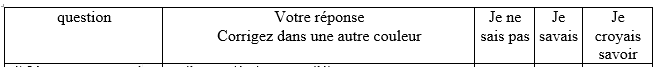 question
Votre réponse
Corrigez dans une autre couleur
Je ne
sais pas
Je
savais
Je
croyais
savoir